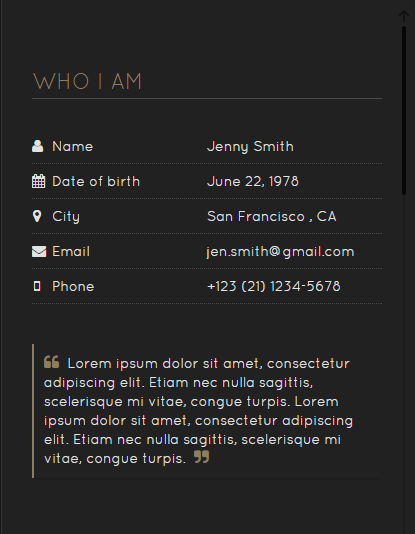 WHO I AM
Name Jenny Smith
Date of birth June 22, 1978
City San Francisco , CA
Email jen.smith@gmail.com
Phone +123 (21) 1234-5678
❝ Lorem ipsum dolor sit amet, consectetur
adipiscing elit. Etiam nec nulla sagittis,
scelerisque mi vitae, congue turpis. Lorem
ipsum dolor sit amet, consectetur adipiscing
elit. Etiam nec nulla sagittis, scelerisque mi
vitae, congue turpis. ❞